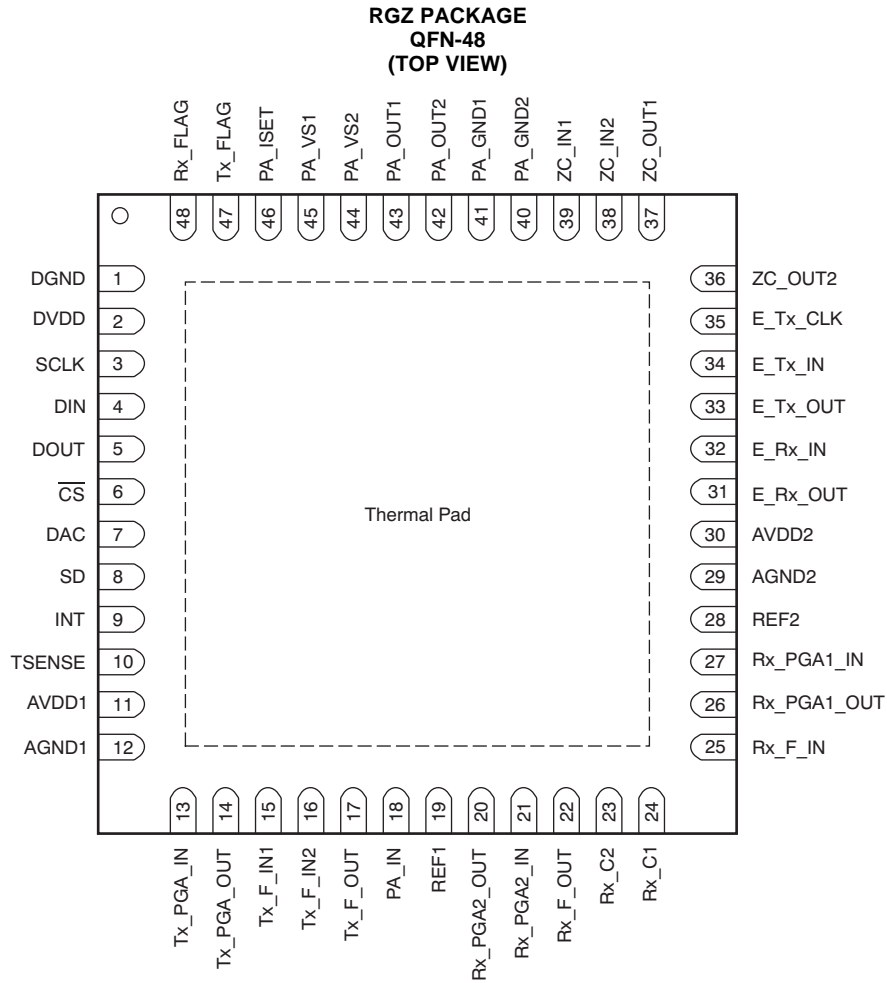 RGZ PACKAGE
QFN-48
(TOP VIEW)
Rx_FLAG
Tx_FLAG
PA_ISET
PA_VS1
PA_VS2
PA_OUT1
PA_OUT2
PA_GND1
PA_GND2
ZC_IN1
ZC_IN2
ZC_OUT1
48 47 46 45 44 43 42 41 40 39 38 37
DGND 1
DVDD 2
SCLK 3
DIN 4
DOUT 5
CS 6
DAC 7
SD 8
INT 9
TSENSE 10
AVDD1 11
AGND1 12
Thermal Pad
36 ZC_OUT2
35 E_Tx_CLK
34 E_Tx_IN
33 E_Tx_OUT
32 E_Rx_IN
31 E_Rx_OUT
30 AVDD2
29 AGND2
28 REF2
27 Rx_PGA1_IN
26 Rx_PGA1_OUT
25 Rx_F_IN
13 14 15 16 17 18 19 20 21 22 23 24
Tx_PGA_IN
Tx_PGA_OUT
Tx_F_IN1
Tx_F_IN2
Tx_F_OUT
PA_IN
REF1
Rx_PGA2_OUT
Rx_PGA2_IN
Rx_F_OUT
Rx_C2
Rx_C1